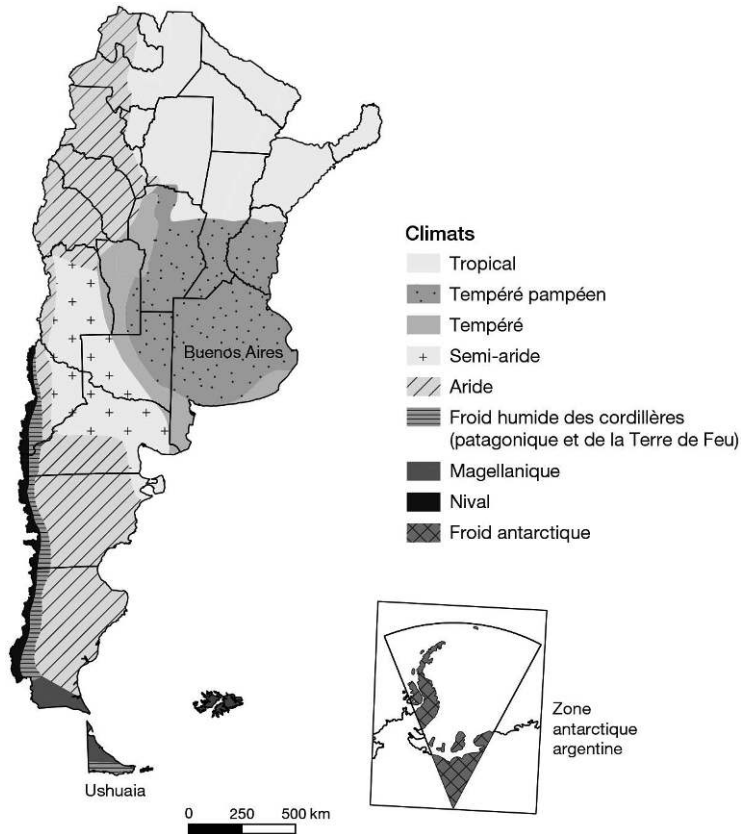 Climats
Tropical
Tempéré pampéen
Tempéré
Semi-aride
Aride
Froid humide des cordillères
(patagonique et de la Terre de Feu)
Magellanique
Nival
Froid antarctique
Buenos Aires
Zone
antarctique
argentine
Ushuaia
0 250 500 km